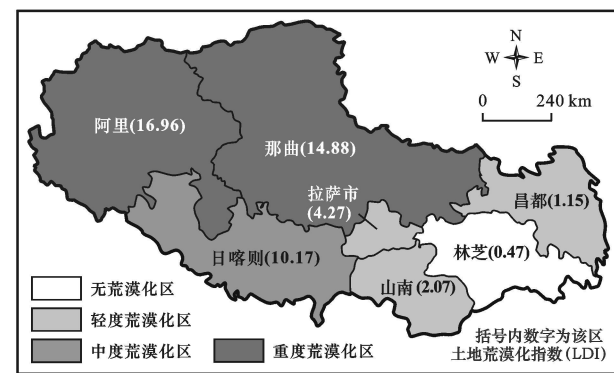 N
W E
S
0 240 km
阿里(16.96)
那曲(14.88)
拉萨市
(4.27)
昌都(1.15)
日喀则(10.17)
林芝(0.47)
山南(2.07)
无荒漠化区
轻度荒漠化区
中度荒漠化区
重度荒漠化区
括号内数字为该区
土地荒漠化指数(LDI)